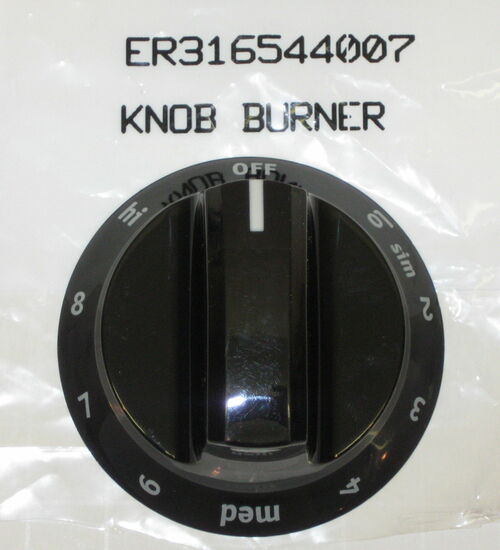 ER316544007
KNOB BURNER
OFF
lo
sim
2
3
4
med
6
7
8
hi